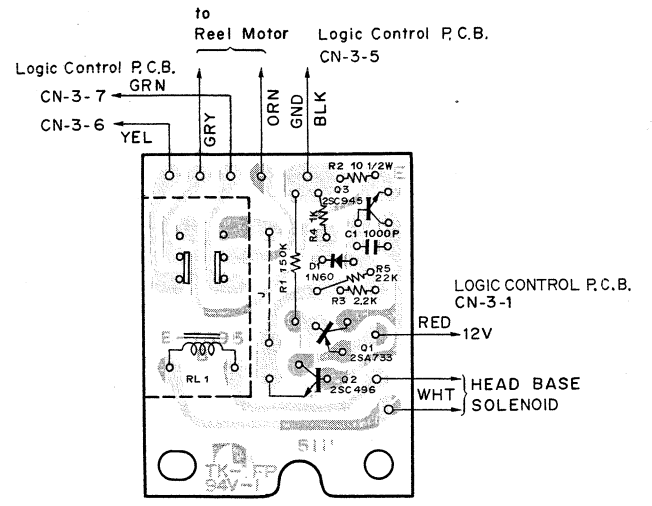 to
Reel Motor
Logic Control P.C.B.
CN-3-5
Logic Control P.C.B.
CN-3-7
GRN
CN-3-6
YEL
GRY
ORN
GND
BLK
R2 10 1/2W
E
Q3
2SC945
R4 1K
C1 1000P
D1
1N60
R5
22K
R1 150K
R3 2.2K
J
LOGIC CONTROL P.C.B.
CN-3-1
RED
12V
Q1
2SA733
RL1
Q2
2SC496
WHT
HEAD BASE
SOLENOID
511
94V-1